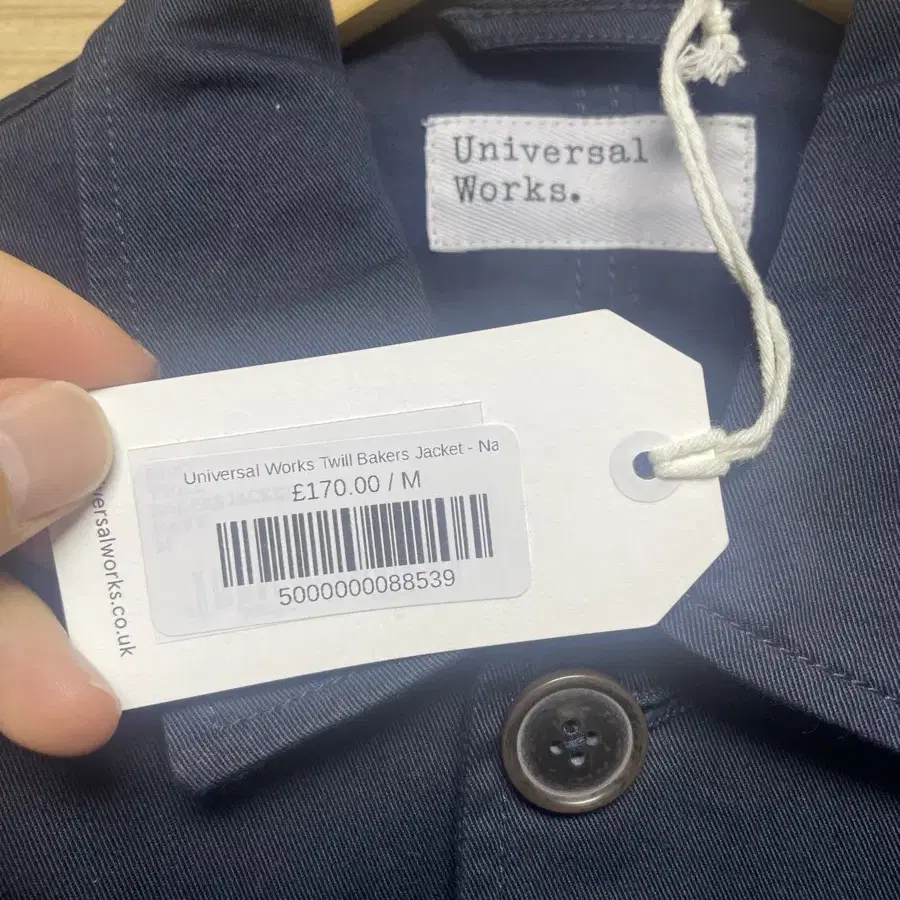 Universal
Works.
Universal Works Twill Bakers Jacket - Na
£170.00 / M
5000000088539
versalworks.co.uk